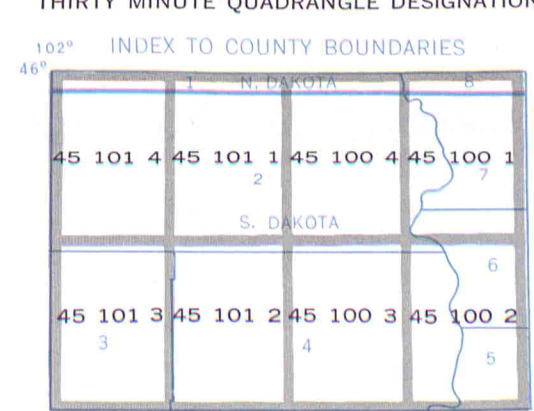 THIRTY MINUTE QUADRANGLE DESIGNATION
102° INDEX TO COUNTY BOUNDARIES
46°
1 N. DAKOTA 8
45 101 4 45 101 1 45 100 4 45 100 1
2 7
S. DAKOTA
6
45 101 3 45 101 2 45 100 3 45 100 2
3 4 5